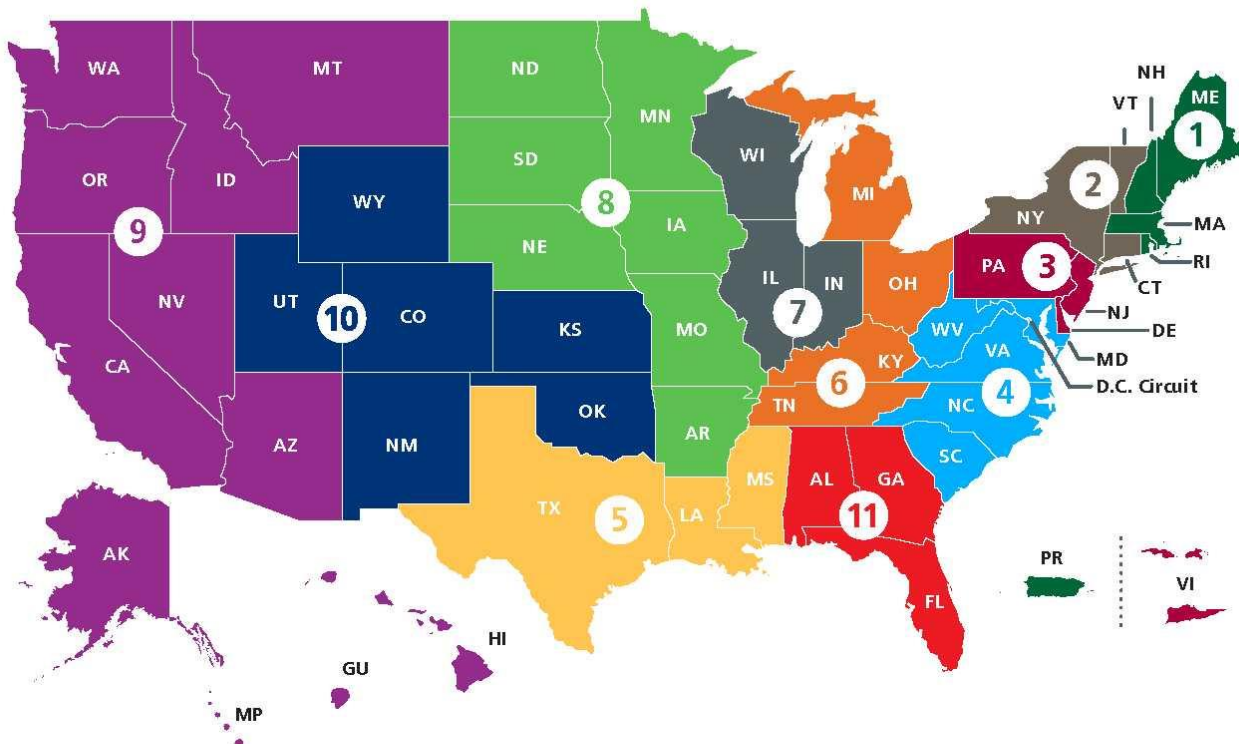 WA
MT
ND
MN
NH
VT
ME
1
OR
ID
WY
SD
8
WI
MI
2
NY
MA
RI
CT
9
NE
IA
PA
3
NJ
DE
MD
D.C. Circuit
NV
UT
10
CO
KS
MO
IL
7
IN
OH
WV
VA
4
CA
KY
6
TN
NC
SC
AZ
NM
OK
AR
TX
5
LA
MS
AL
GA
11
FL
AK
HI
GU
MP
PR
VI